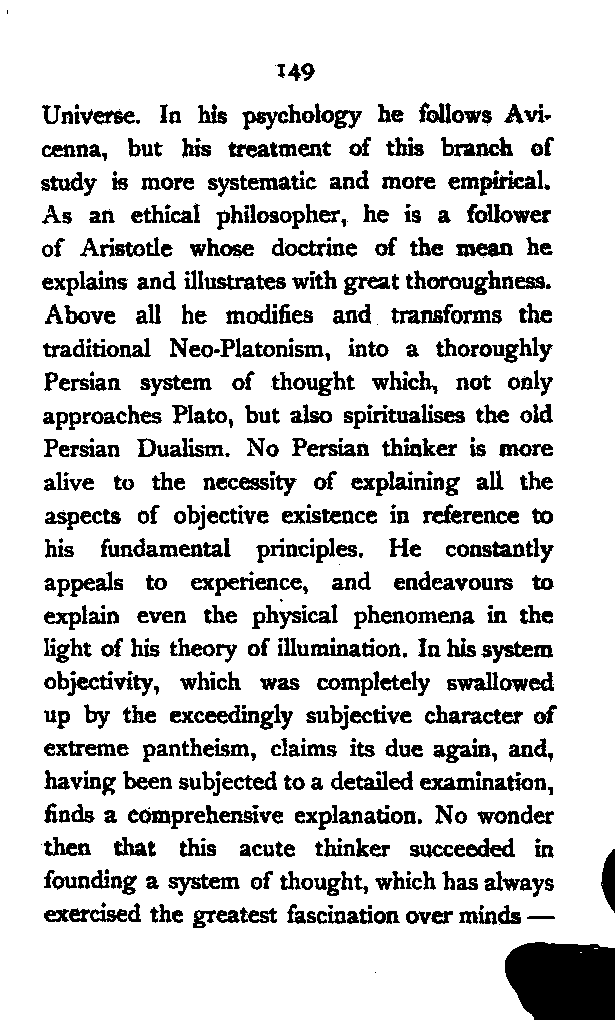 149
Universe. In his psychology he follows Avi-
cenna, but his treatment of this branch of
study is more systematic and more empirical.
As an ethical philosopher, he is a follower
of Aristotle whose doctrine of the mean he
explains and illustrates with great thoroughness.
Above all he modifies and transforms the
traditional Neo-Platonism, into a thoroughly
Persian system of thought which, not only
approaches Plato, but also spiritualises the old
Persian Dualism. No Persian thinker is more
alive to the necessity of explaining all the
aspects of objective existence in reference to
his fundamental principles. He constantly
appeals to experience, and endeavours to
explain even the physical phenomena in the
light of his theory of illumination. In his system
objectivity, which was completely swallowed
up by the exceedingly subjective character of
extreme pantheism, claims its due again, and,
having been subjected to a detailed examination,
finds a comprehensive explanation. No wonder
then that this acute thinker succeeded in
founding a system of thought, which has always
exercised the greatest fascination over minds —